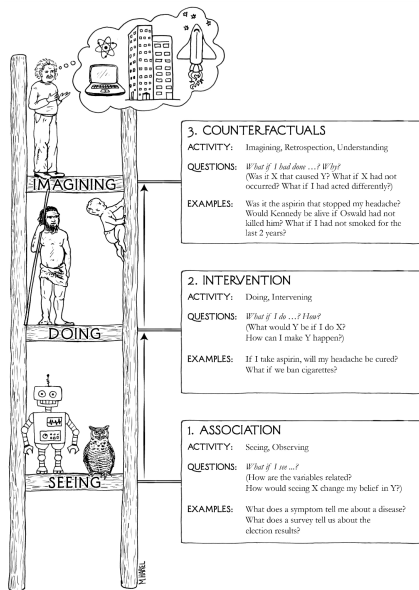 3. COUNTERFACTUALS
ACTIVITY: Imagining, Retrospection, Understanding
QUESTIONS: What if I had done …? Why?
(Was it X that caused Y? What if X had not
occurred? What if I had acted differently?)
EXAMPLES: Was it the aspirin that stopped my headache?
Would Kennedy be alive if Oswald had not
killed him? What if I had not smoked for the
last 2 years?
IMAGINING
2. INTERVENTION
ACTIVITY: Doing, Intervening
QUESTIONS: What if I do …? How?
(What would Y be if I do X?
How can I make Y happen?)
EXAMPLES: If I take aspirin, will my headache be cured?
What if we ban cigarettes?
DOING
1. ASSOCIATION
ACTIVITY: Seeing, Observing
QUESTIONS: What if I see ...?
(How are the variables related?
How would seeing X change my belief in Y?)
EXAMPLES: What does a symptom tell me about a disease?
What does a survey tell us about the
election results?
SEEING
M.HAREL